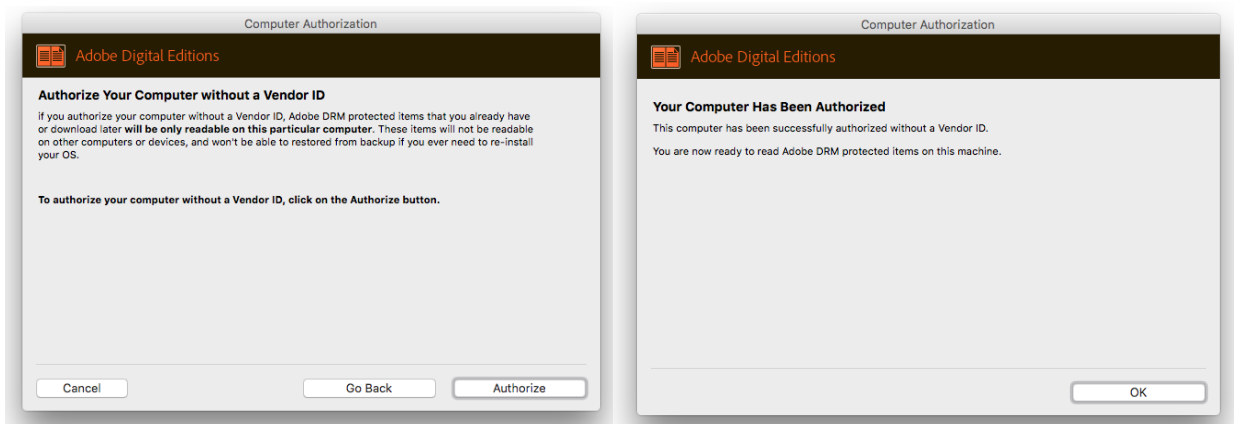 Computer Authorization
Adobe Digital Editions
Authorize Your Computer without a Vendor ID
if you authorize your computer without a Vendor ID, Adobe DRM protected items that you already have
or download later will be only readable on this particular computer. These items will not be readable
on other computers or devices, and won't be able to restored from backup if you ever need to re-install
your OS.
To authorize your computer without a Vendor ID, click on the Authorize button.
Cancel
Go Back
Authorize
Computer Authorization
Adobe Digital Editions
Your Computer Has Been Authorized
This computer has been successfully authorized without a Vendor ID.
You are now ready to read Adobe DRM protected items on this machine.
OK